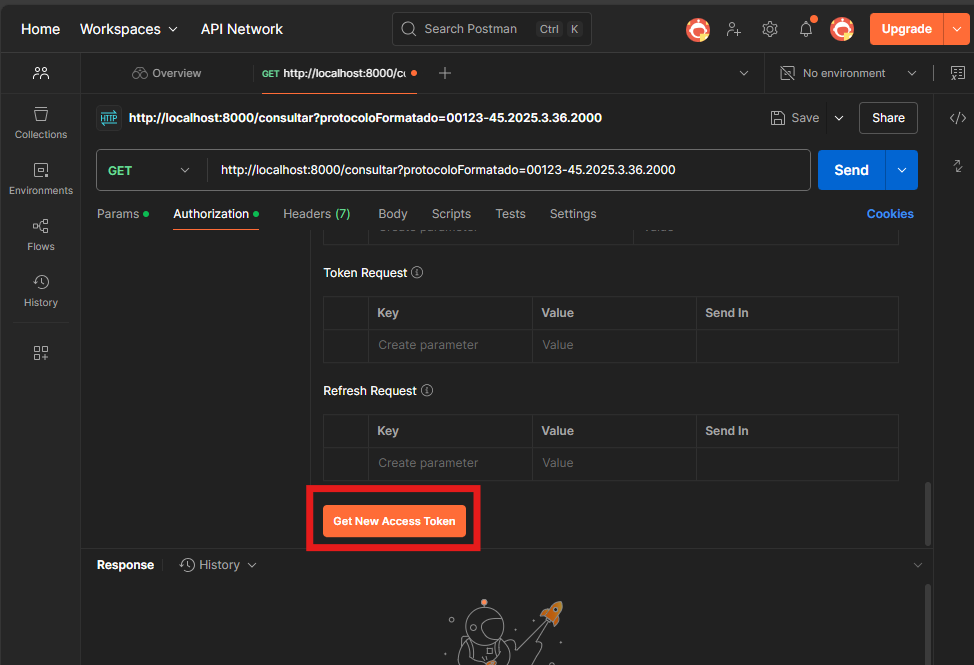 Home Workspaces API Network Search Postman Ctrl K Upgrade
Overview GET http://localhost:8000/c No environment
HTTP http://localhost:8000/consultar?protocoloFormatado=00123-45.2025.3.36.2000 Save Share
Collections
GET http://localhost:8000/consultar?protocoloFormatado=00123-45.2025.3.36.2000 Send
Environments
Params Authorization Headers (7) Body Scripts Tests Settings Cookies
Flows
Create parameter Value
Token Request
History
Key Value Send In
Create parameter Value
Refresh Request
Key Value Send In
Create parameter Value
Get New Access Token
Response History